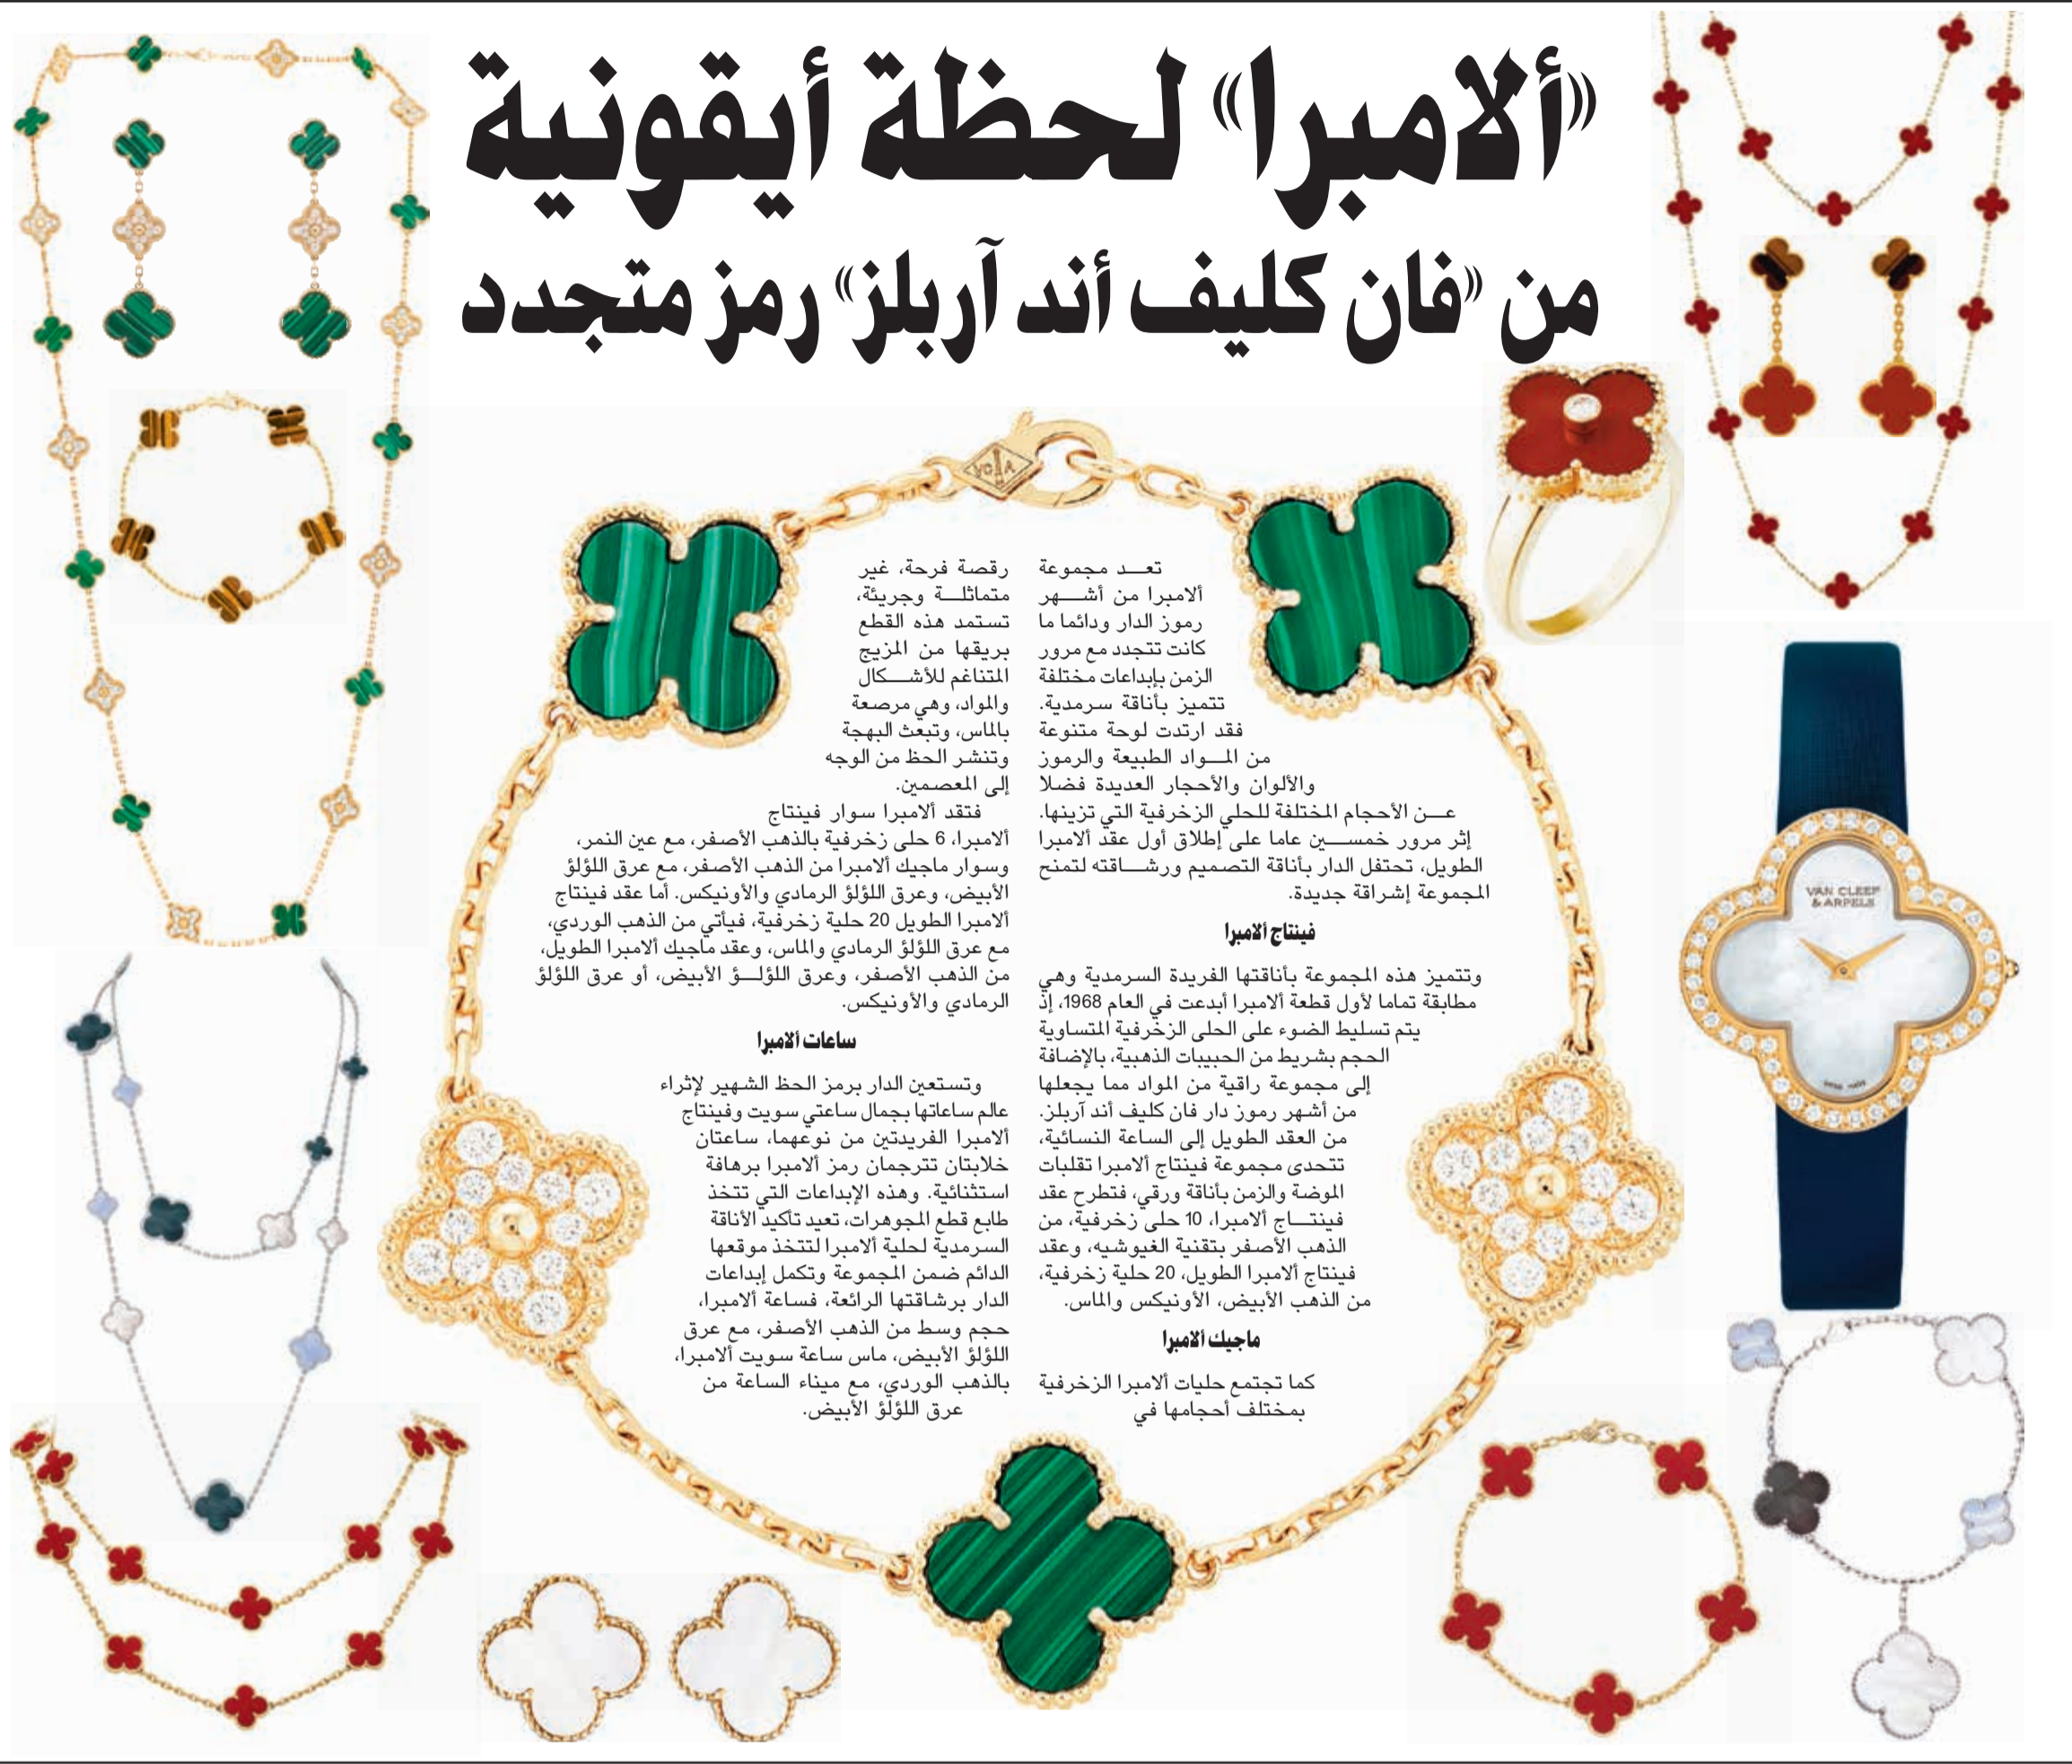 «ألامبرا» لحظة أيقونية
من «فان كليف أند آربلز» رمز متجدد
تعد مجموعة
ألامبرا من أشهر
رموز الدار ودائما ما
كانت تتجدد مع مرور
الزمن بإبداعات مختلفة
تتميز بأناقة سرمدية.
فقد ارتدت لوحة متنوعة
من المواد الطبيعة والرموز
والألوان والأحجار العديدة فضلا
عن الأحجام المختلفة للحلي الزخرفية التي تزينها.
إثر مرور خمسين عاما على إطلاق أول عقد ألامبرا
الطويل، تحتفل الدار بأناقة التصميم ورشاقته لتمنح
المجموعة إشراقة جديدة.
فينتاج ألامبرا
وتتميز هذه المجموعة بأناقتها الفريدة السرمدية وهي
مطابقة تماما لأول قطعة ألامبرا أبدعت في العام 1968، إذ
يتم تسليط الضوء على الحلى الزخرفية المتساوية
الحجم بشريط من الحبيبات الذهبية، بالإضافة
إلى مجموعة راقية من المواد مما يجعلها
من أشهر رموز دار فان كليف أند آربلز.
من العقد الطويل إلى الساعة النسائية،
تتحدى مجموعة فينتاج ألامبرا تقلبات
الموضة والزمن بأناقة ورقي، فتطرح عقد
فينتاج ألامبرا، 10 حلى زخرفية، من
الذهب الأصفر بتقنية الغيوشيه، وعقد
فينتاج ألامبرا الطويل، 20 حلية زخرفية،
من الذهب الأبيض، الأونيكس والماس.
ماجيك ألامبرا
كما تجتمع حليات ألامبرا الزخرفية
بمختلف أحجامها في
رقصة فرحة، غير
متماثلة وجريئة،
تستمد هذه القطع
بريقها من المزيج
المتناغم للأشكال
والمواد، وهي مرصعة
بالماس، وتبعث البهجة
وتنشر الحظ من الوجه
إلى المعصمين.
فتقد ألامبرا سوار فينتاج
ألامبرا، 6 حلى زخرفية بالذهب الأصفر، مع عين النمر،
وسوار ماجيك ألامبرا من الذهب الأصفر، مع عرق اللؤلؤ
الأبيض، وعرق اللؤلؤ الرمادي والأونيكس. أما عقد فينتاج
ألامبرا الطويل 20 حلية زخرفية، فيأتي من الذهب الوردي،
مع عرق اللؤلؤ الرمادي والماس، وعقد ماجيك ألامبرا الطويل،
من الذهب الأصفر، وعرق اللؤلؤ الأبيض، أو عرق اللؤلؤ
الرمادي والأونيكس.
ساعات ألامبرا
وتستعين الدار برمز الحظ الشهير لإثراء
عالم ساعاتها بجمال ساعتي سويت وفينتاج
ألامبرا الفريدتين من نوعهما، ساعتان
خلابتان تترجمان رمز ألامبرا برهافة
استثنائية. وهذه الإبداعات التي تتخذ
طابع قطع المجوهرات، تعيد تأكيد الأناقة
السرمدية لحلية ألامبرا لتتخذ موقعها
الدائم ضمن المجموعة وتكمل إبداعات
الدار برشاقتها الرائعة، فساعة ألامبرا،
حجم وسط من الذهب الأصفر، مع عرق
اللؤلؤ الأبيض، ماس ساعة سويت ألامبرا،
بالذهب الوردي، مع ميناء الساعة من
عرق اللؤلؤ الأبيض.
VCA
VAN CLEEF
& ARPELS
SWISS MADE